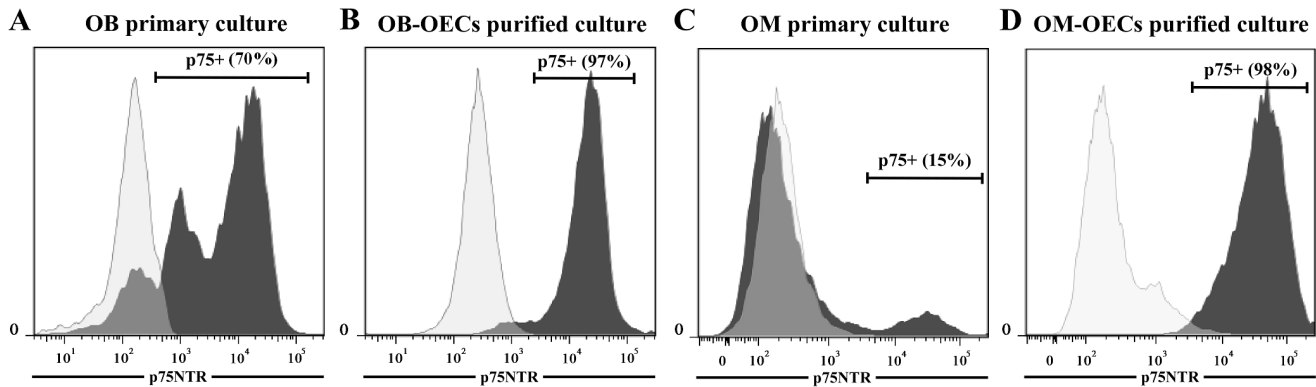 A OB primary culture
p75+ (70%)
0
10¹ 10² 10³ 10⁴ 10⁵
p75NTR
B OB-OECs purified culture
p75+ (97%)
0
10¹ 10² 10³ 10⁴ 10⁵
p75NTR
C OM primary culture
p75+ (15%)
0
0 10² 10³ 10⁴ 10⁵
p75NTR
D OM-OECs purified culture
p75+ (98%)
0
0 10² 10³ 10⁴ 10⁵
p75NTR